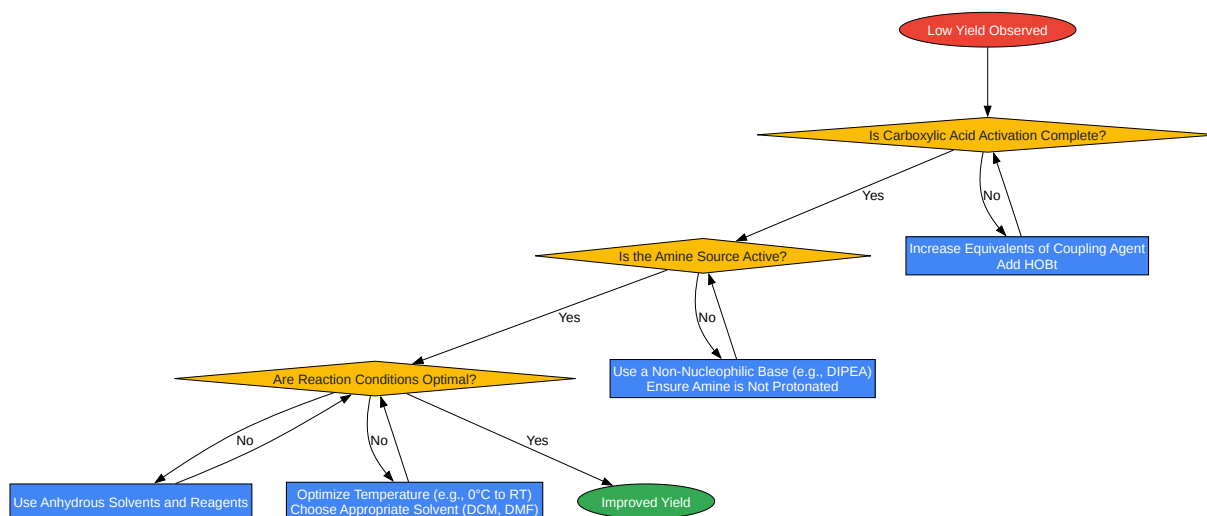 Low Yield Observed
Is Carboxylic Acid Activation Complete?
Yes
No
Increase Equivalents of Coupling Agent
Add HOBt
Is the Amine Source Active?
Yes
No
Use a Non-Nucleophilic Base (e.g., DIPEA)
Ensure Amine is Not Protonated
Are Reaction Conditions Optimal?
No
No
Yes
Use Anhydrous Solvents and Reagents
Optimize Temperature (e.g., 0°C to RT)
Choose Appropriate Solvent (DCM, DMF)
Improved Yield